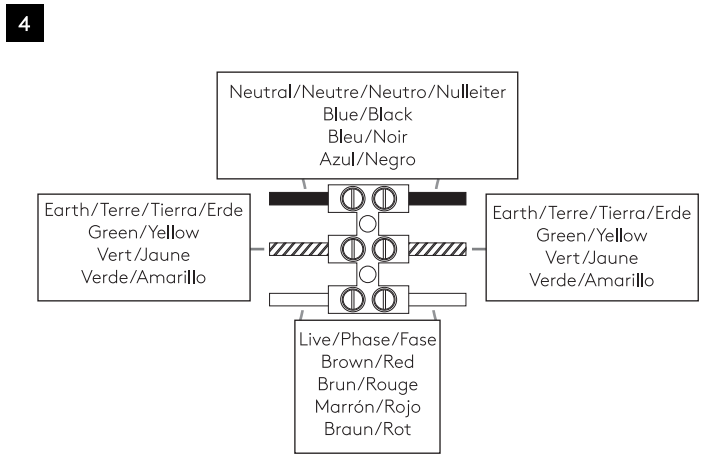 4
Neutral/Neutre/Neutro/Nulleiter
Blue/Black
Bleu/Noir
Azul/Negro
Earth/Terre/Tierra/Erde
Green/Yellow
Vert/Jaune
Verde/Amarillo
Earth/Terre/Tierra/Erde
Green/Yellow
Vert/Jaune
Verde/Amarillo
Live/Phase/Fase
Brown/Red
Brun/Rouge
Marrón/Rojo
Braun/Rot